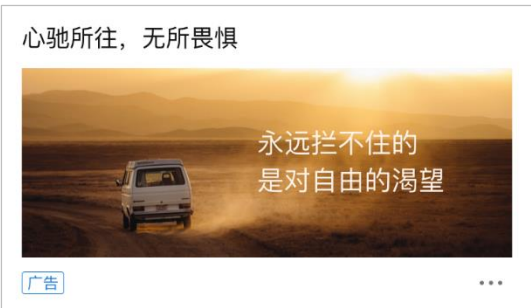 心驰所往，无所畏惧
永远拦不住的
是对自由的渴望
广告